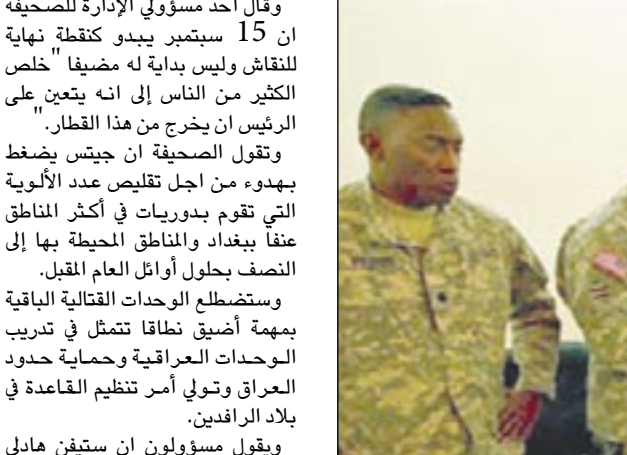 وقال احد مسؤولي الإدارة للصحيفة
ان 15 سبتمبر يبدو كنقطة نهاية
للنقاش وليس بداية له مضيفا "خلص
الكثير من الناس إلى انه يتعين على
الرئيس ان يخرج من هذا القطار."
وتقول الصحيفة ان جيتس يضغط
بهدوء من اجل تقليص عدد الألوية
التي تقوم بدوريات في أكثر المناطق
عنفا ببغداد والمناطق المحيطة بها إلى
النصف بحلول أوائل العام المقبل.
وستضطلع الوحدات القتالية الباقية
بمهمة أضيق نطاقا تتمثل في تدريب
الوحدات العراقية وحماية حدود
العراق وتولي أمر تنظيم القاعدة في
بلاد الرافدين.
ويقول مسؤولون ان ستيفن هادلي